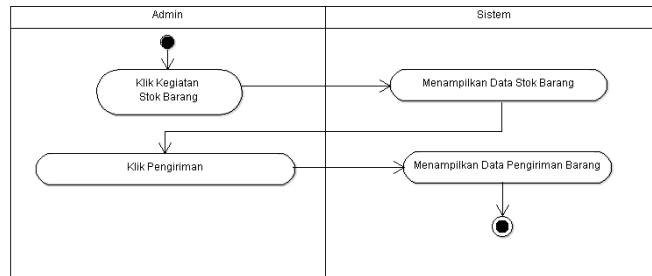 Admin
Sistem
Klik Kegiatan
Stok Barang
Menampilkan Data Stok Barang
Klik Pengiriman
Menampilkan Data Pengiriman Barang